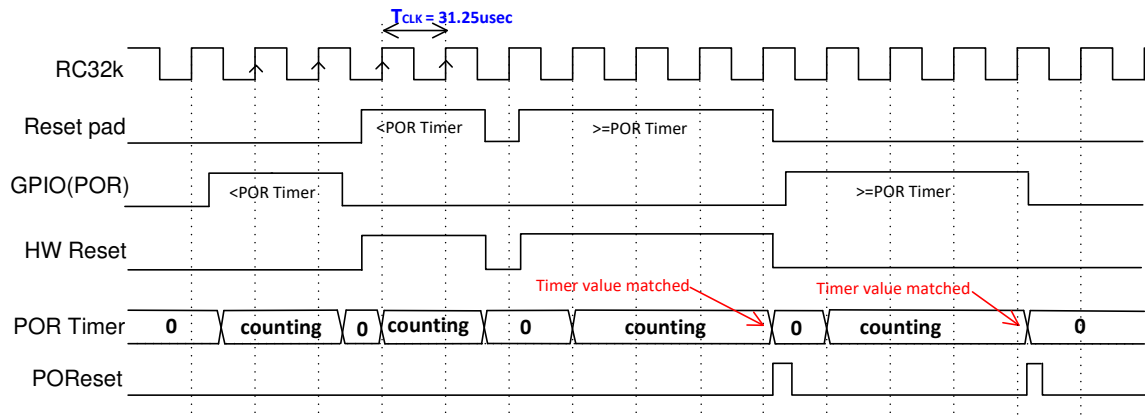 TCLK = 31.25usec
RC32k
Reset pad
<POR Timer
>=POR Timer
GPIO(POR)
<POR Timer
>=POR Timer
HW Reset
Timer value matched
Timer value matched
POR Timer
0
counting
0
counting
0
counting
0
counting
0
POReset